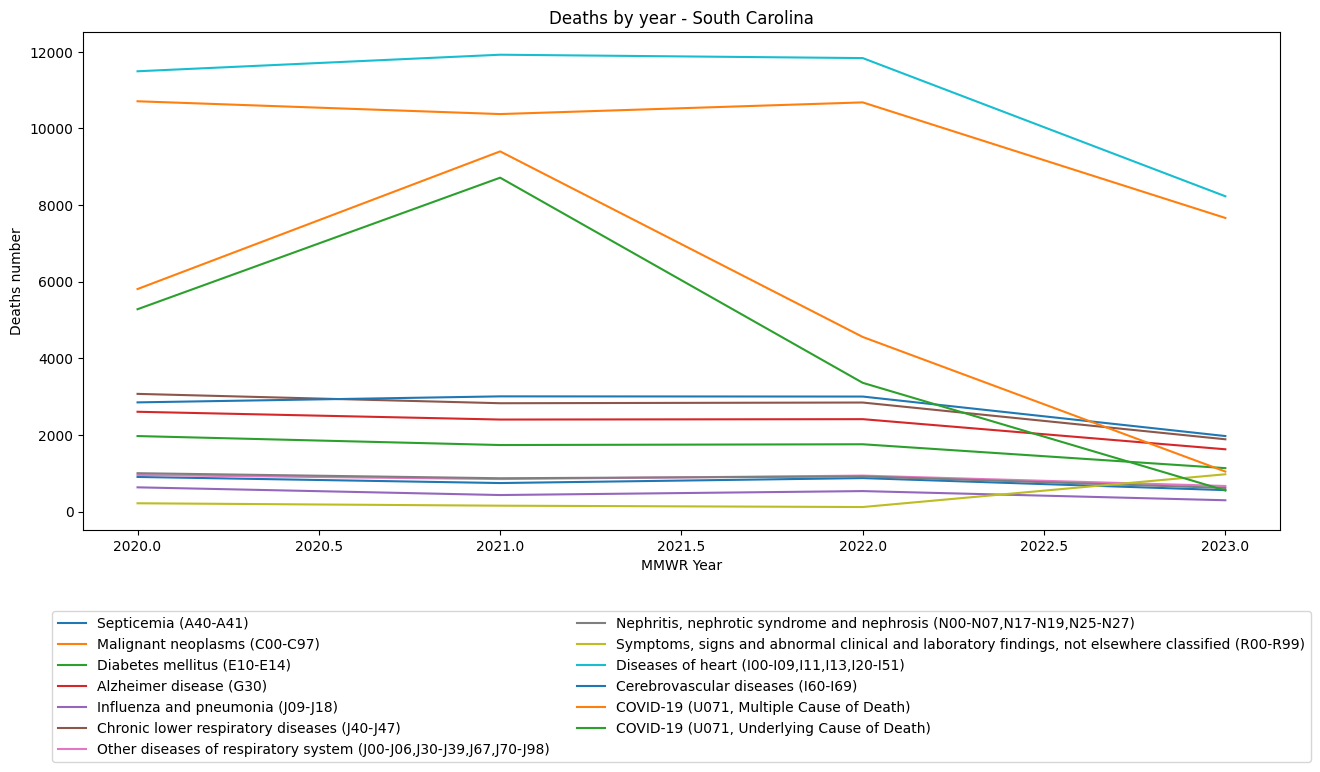 Deaths by year - South Carolina
12000
10000
8000
6000
4000
2000
0
Deaths number
2020.0 2020.5 2021.0 2021.5 2022.0 2022.5 2023.0
MMWR Year
Septicemia (A40-A41)
Malignant neoplasms (C00-C97)
Diabetes mellitus (E10-E14)
Alzheimer disease (G30)
Influenza and pneumonia (J09-J18)
Chronic lower respiratory diseases (J40-J47)
Other diseases of respiratory system (J00-J06,J30-J39,J67,J70-J98)
Nephritis, nephrotic syndrome and nephrosis (N00-N07,N17-N19,N25-N27)
Symptoms, signs and abnormal clinical and laboratory findings, not elsewhere classified (R00-R99)
Diseases of heart (I00-I09,I11,I13,I20-I51)
Cerebrovascular diseases (I60-I69)
COVID-19 (U071, Multiple Cause of Death)
COVID-19 (U071, Underlying Cause of Death)